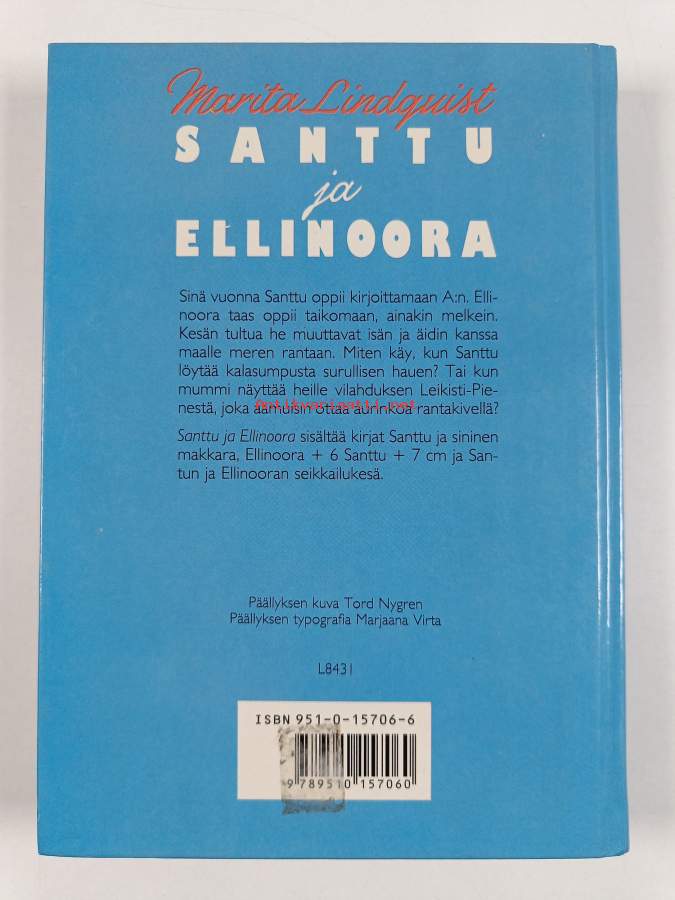 Marita Lindquist
SANTTU
ja
ELLINOORA
Sinä vuonna Santtu oppii kirjoittamaan A:n. Elli-
noora taas oppii taikomaan, ainakin melkein.
Kesän tultua he muuttavat isän ja äidin kanssa
maalle meren rantaan. Miten käy, kun Santtu
löytää kalasumpusta surullisen hauen? Tai kun
mummi näyttää heille vilahduksen Leikisti-Pie-
Antikvariaatti.net
nestä, joka aamuisin ottaa aurinkoa rantakivellä?
Santtu ja Ellinoora sisältää kirjat Santtu ja sininen
makkara, Ellinoora + 6 Santtu + 7 cm ja San-
tun ja Ellinooran seikkailukesä.
Päällyksen kuva Tord Nygren
Päällyksen typografia Marjaana Virta
L8431
ISBN 951-0-15706-6
9 789510 157060